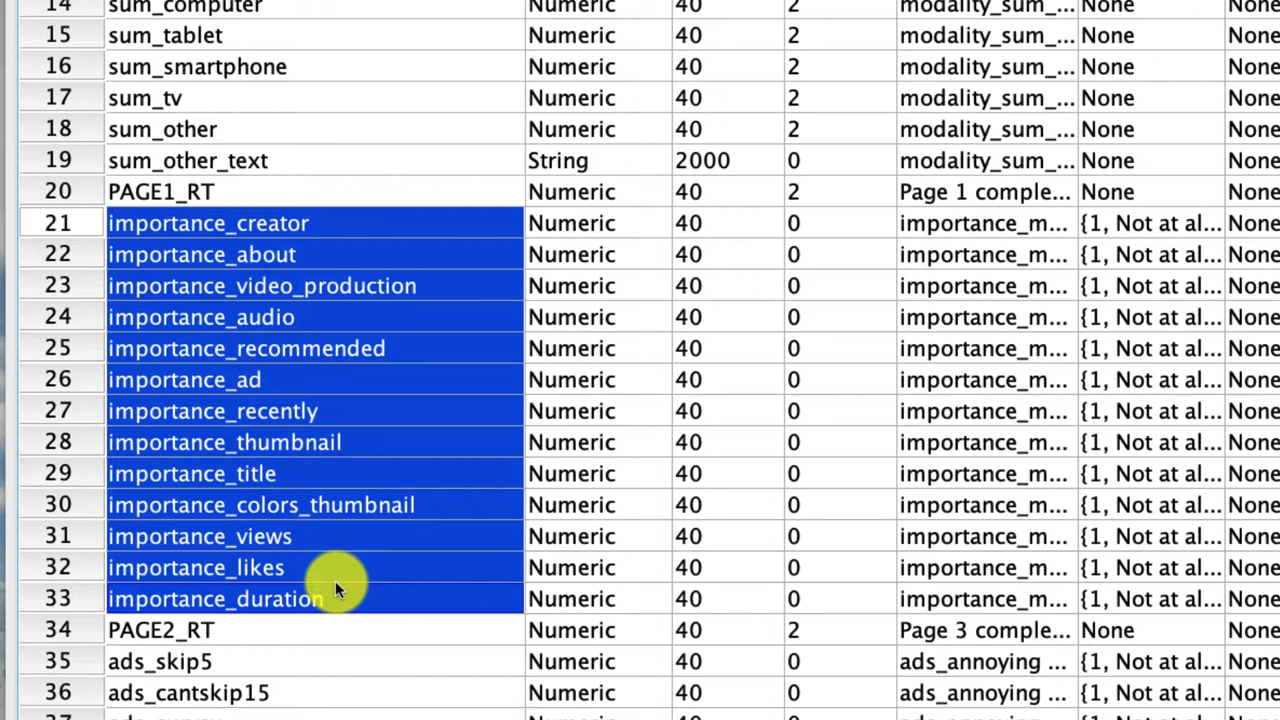 14 sum_computer Numeric 40 2 modality_sum_... None None
15 sum_tablet Numeric 40 2 modality_sum_... None None
16 sum_smartphone Numeric 40 2 modality_sum_... None None
17 sum_tv Numeric 40 2 modality_sum_... None None
18 sum_other Numeric 40 2 modality_sum_... None None
19 sum_other_text String 2000 0 modality_sum_... None None
20 PAGE1_RT Numeric 40 2 Page 1 comple... None None
21 importance_creator Numeric 40 0 importance_m... {1, Not at al... None
22 importance_about Numeric 40 0 importance_m... {1, Not at al... None
23 importance_video_production Numeric 40 0 importance_m... {1, Not at al... None
24 importance_audio Numeric 40 0 importance_m... {1, Not at al... None
25 importance_recommended Numeric 40 0 importance_m... {1, Not at al... None
26 importance_ad Numeric 40 0 importance_m... {1, Not at al... None
27 importance_recently Numeric 40 0 importance_m... {1, Not at al... None
28 importance_thumbnail Numeric 40 0 importance_m... {1, Not at al... None
29 importance_title Numeric 40 0 importance_m... {1, Not at al... None
30 importance_colors_thumbnail Numeric 40 0 importance_m... {1, Not at al... None
31 importance_views Numeric 40 0 importance_m... {1, Not at al... None
32 importance_likes Numeric 40 0 importance_m... {1, Not at al... None
33 importance_duration Numeric 40 0 importance_m... {1, Not at al... None
34 PAGE2_RT Numeric 40 2 Page 3 comple... None None
35 ads_skip5 Numeric 40 0 ads_annoying ... {1, Not at al... None
36 ads_cantskip15 Numeric 40 0 ads_annoying ... {1, Not at al... None